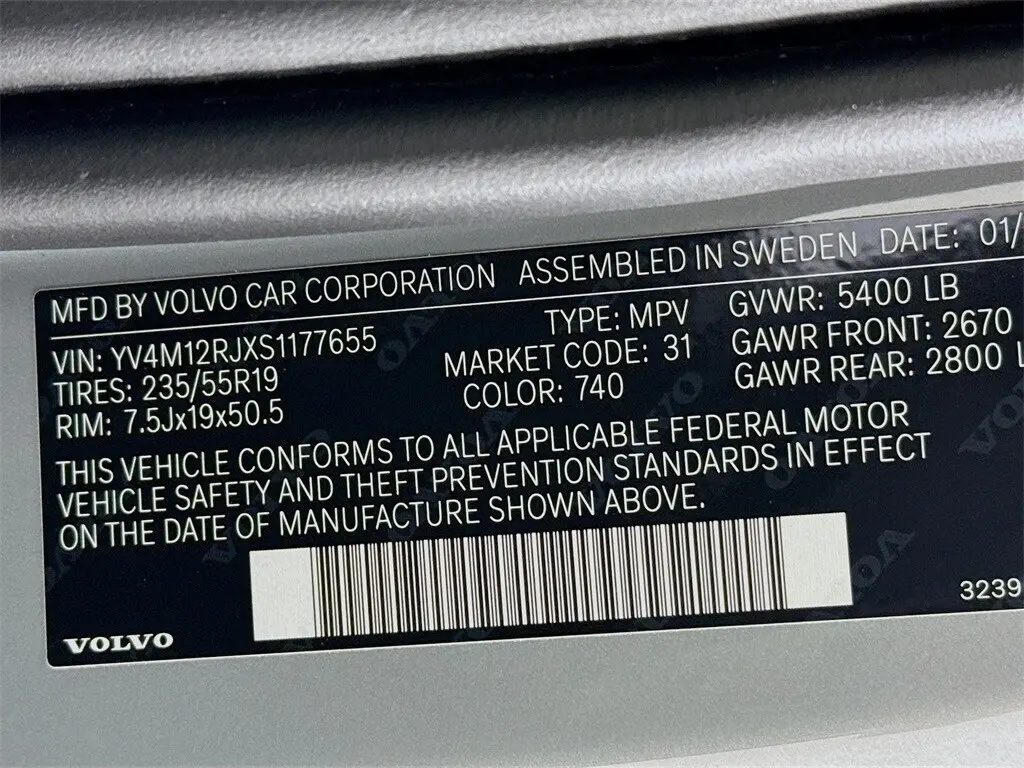 MFD BY VOLVO CAR CORPORATION ASSEMBLED IN SWEDEN DATE: 01/
VIN: YV4M12RJXS1177655 TYPE: MPV GVWR: 5400 LB
TIRES: 235/55R19 MARKET CODE: 31 GAWR FRONT: 2670
RIM: 7.5Jx19x50.5 COLOR: 740 GAWR REAR: 2800 L
THIS VEHICLE CONFORMS TO ALL APPLICABLE FEDERAL MOTOR
VEHICLE SAFETY AND THEFT PREVENTION STANDARDS IN EFFECT
ON THE DATE OF MANUFACTURE SHOWN ABOVE.
3239
VOLVO